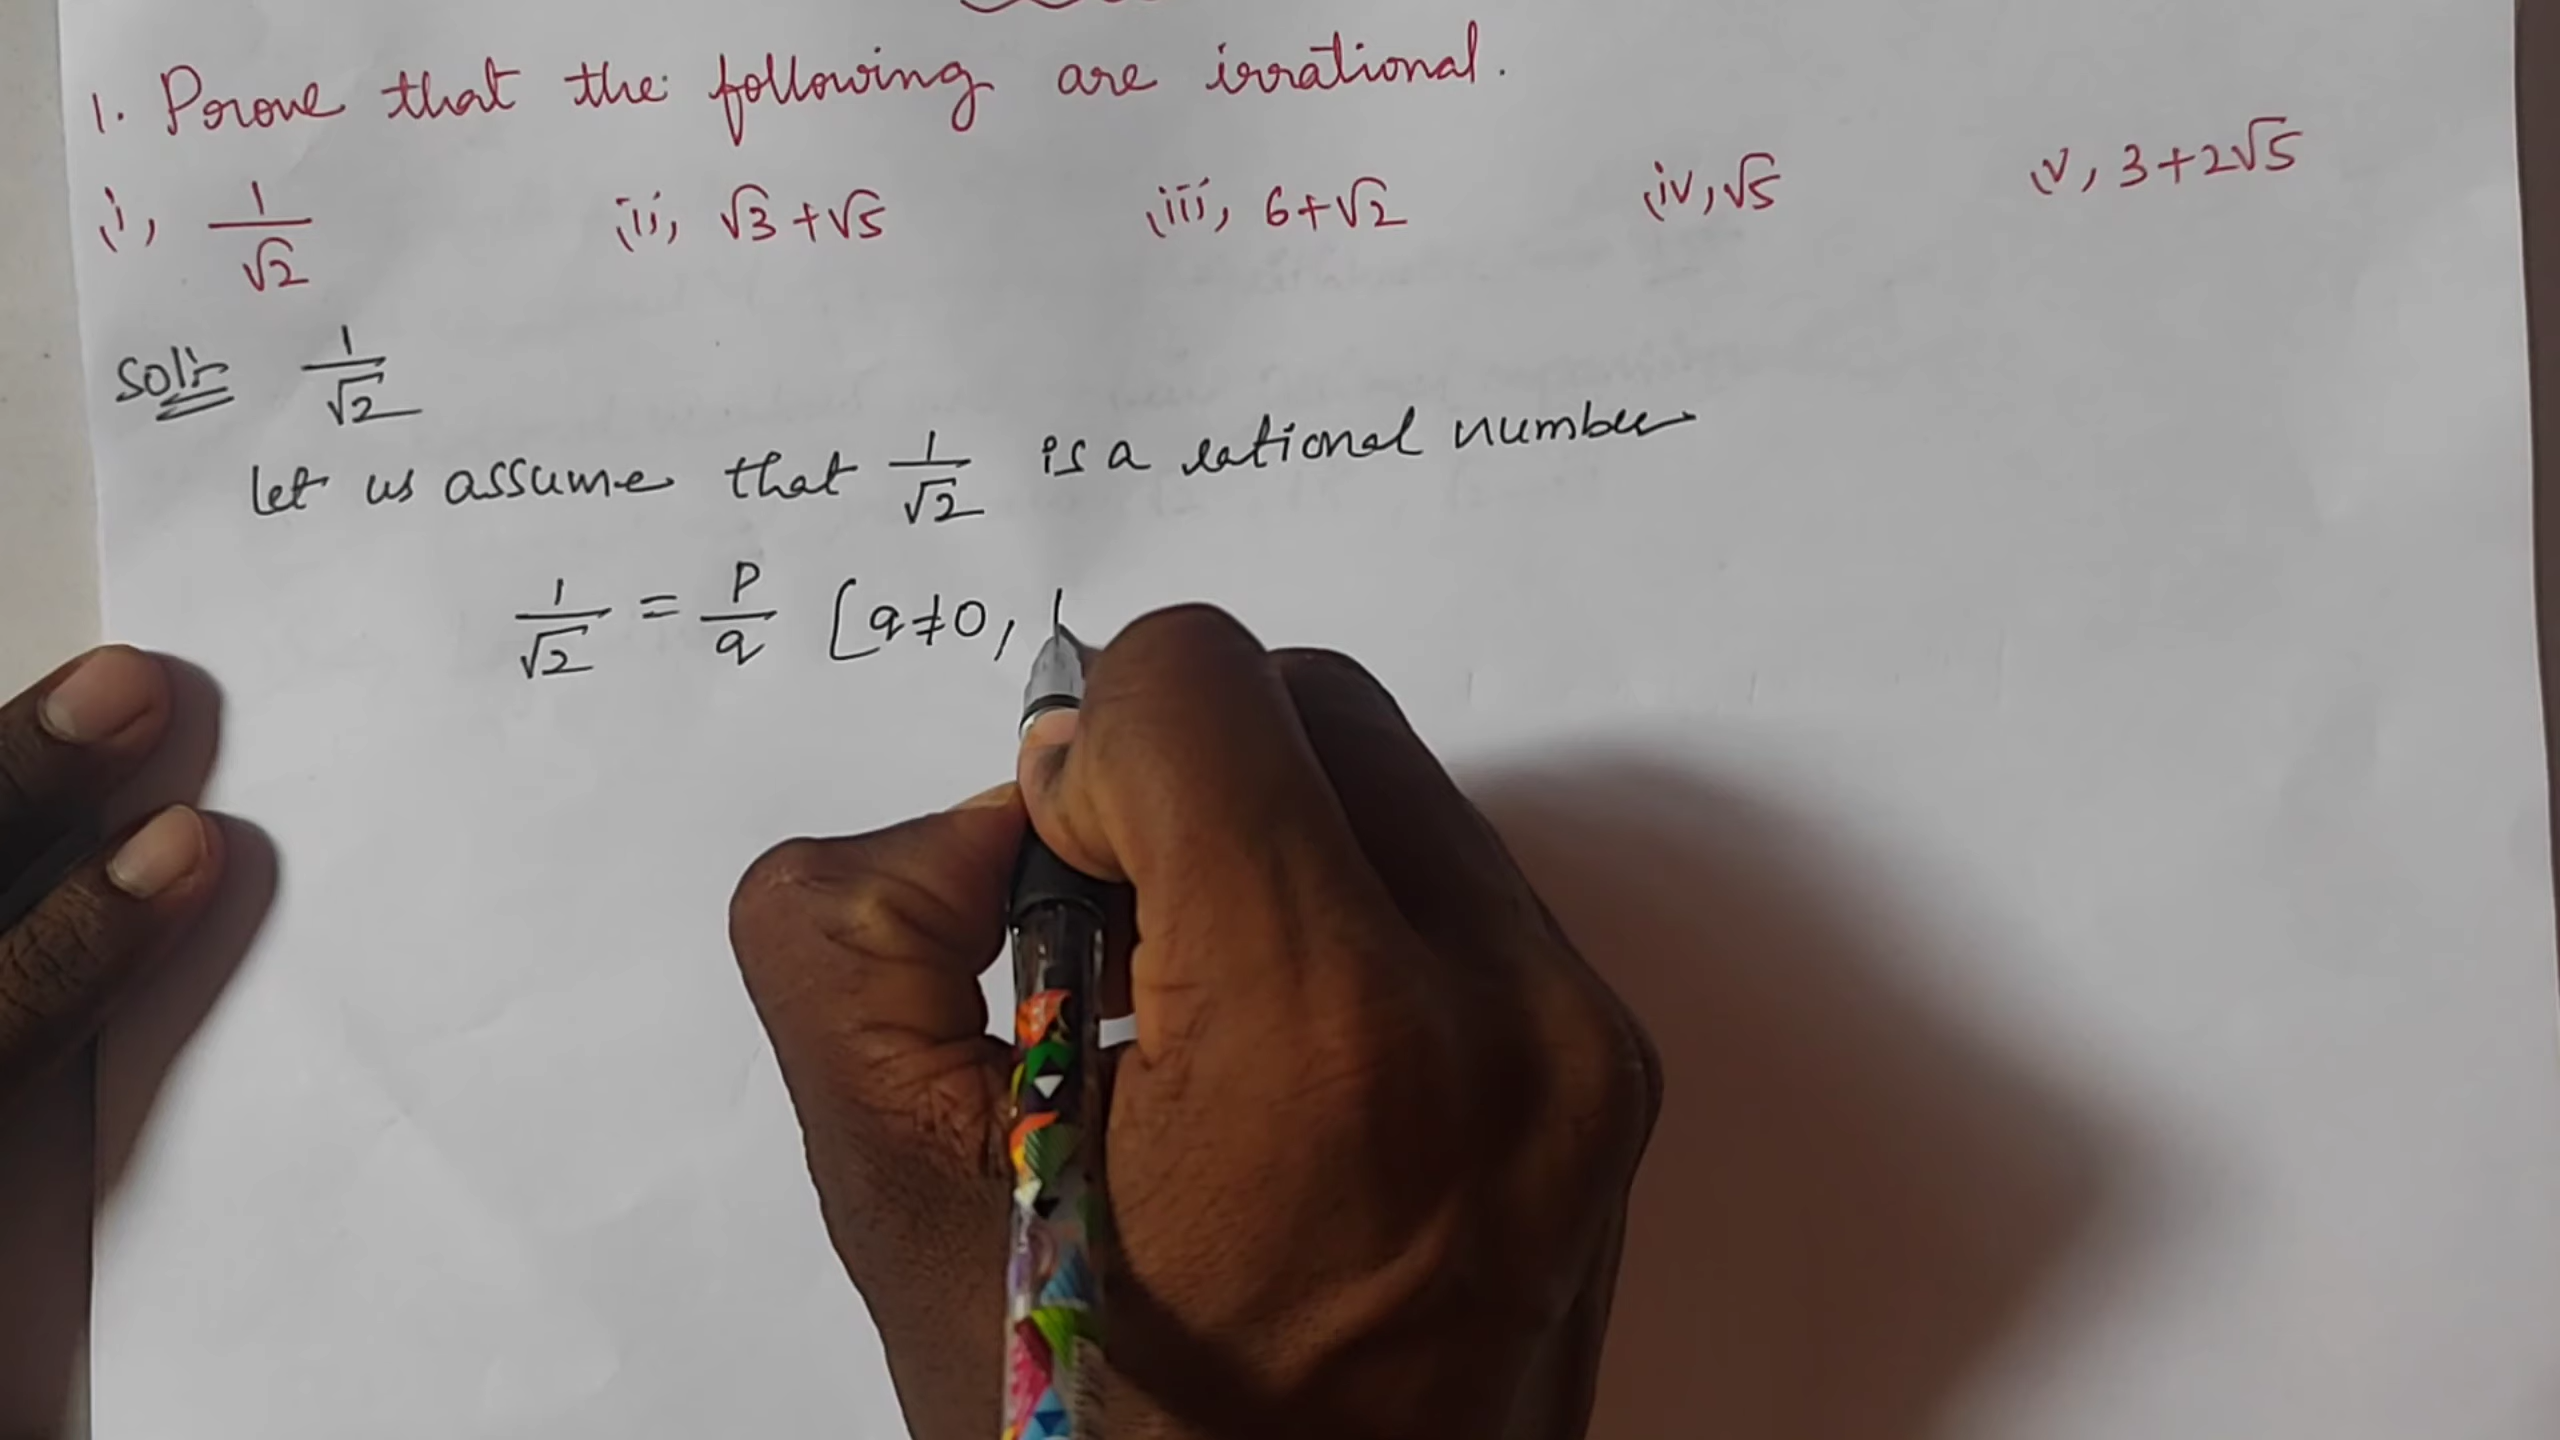 1. Prove that the following are irrational.
(i, 1/√2 (ii, √3+√5 (iii, 6+√2 (iv, √5 (v, 3+2√5
Sol:- 1/√2
Let us assume that 1/√2 is a rational number
1/√2 = p/q [q≠0,